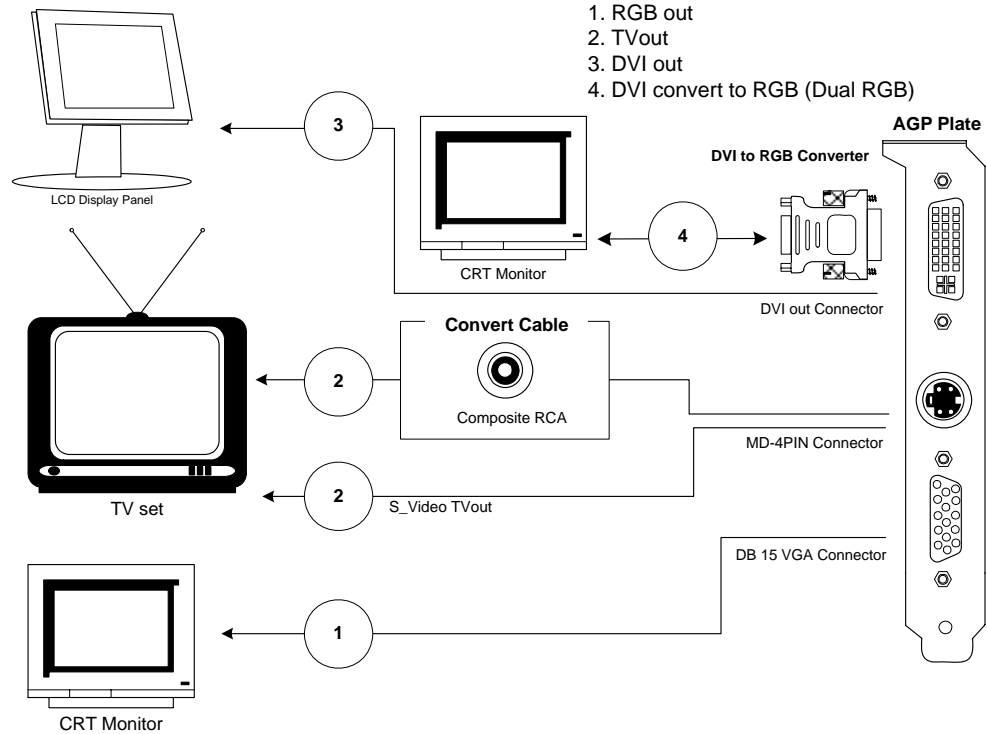 1. RGB out
2. TVout
3. DVI out
4. DVI convert to RGB (Dual RGB)
AGP Plate
3
DVI to RGB Converter
LCD Display Panel
4
CRT Monitor
DVI out Connector
Convert Cable
2
Composite RCA
MD-4PIN Connector
TV set
2
S_Video TVout
DB 15 VGA Connector
1
CRT Monitor